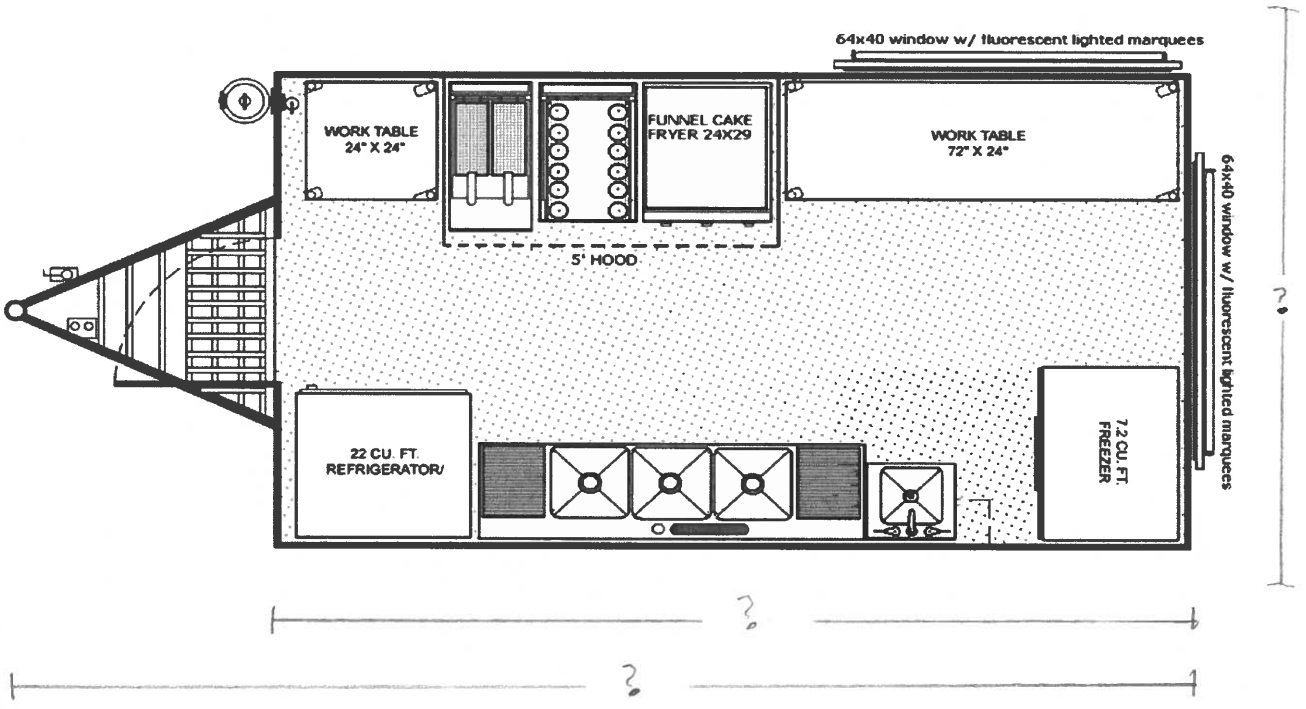 64x40 window w/ fluorescent lighted marquees
WORK TABLE
24" X 24"
FUNNEL CAKE
FRYER 24X29
WORK TABLE
72" X 24"
5' HOOD
64x40 window w/ fluorescent lighted marquees
?
22 CU. FT.
REFRIGERATOR/
7.2 CU. FT.
FREEZER
?
?